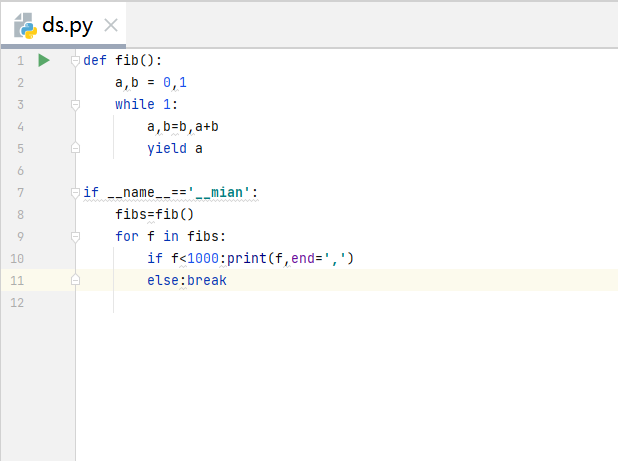 ds.py
1 def fib():
2     a,b = 0,1
3     while 1:
4         a,b=b,a+b
5         yield a
6
7 if __name__=='__mian':
8     fibs=fib()
9     for f in fibs:
10         if f<1000:print(f,end=',')
11         else:break
12